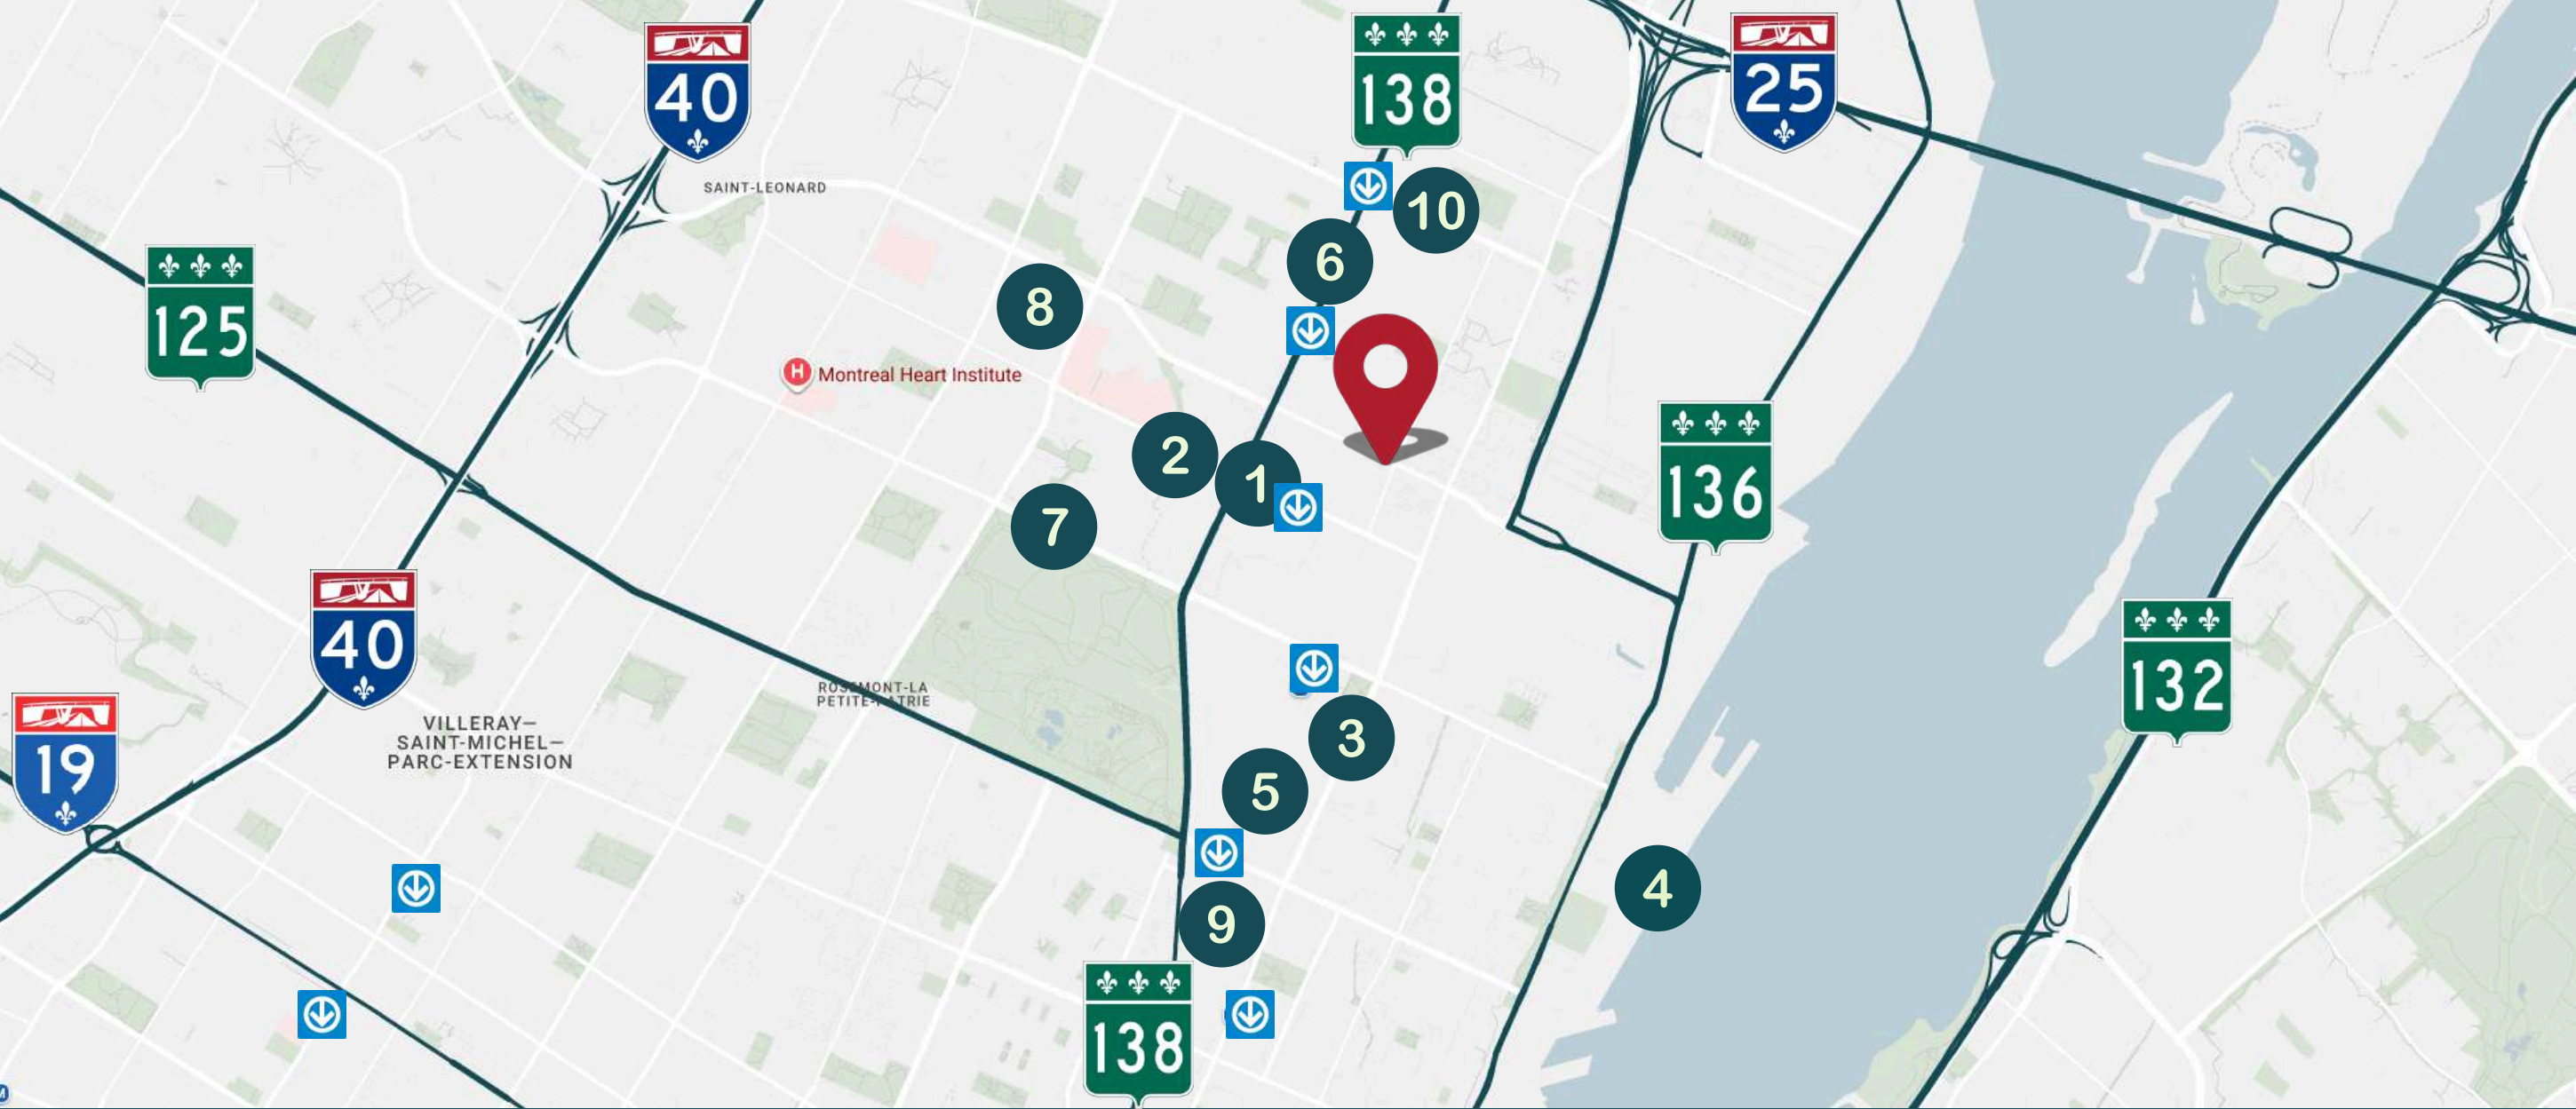 40
138
25
SAINT-LEONARD
10
6
125
8
H Montreal Heart Institute
2
1
7
136
40
132
19
ROSEMONT-LA
PETITE-PATRIE
VILLERAY–
SAINT-MICHEL–
PARC-EXTENSION
3
5
4
9
138